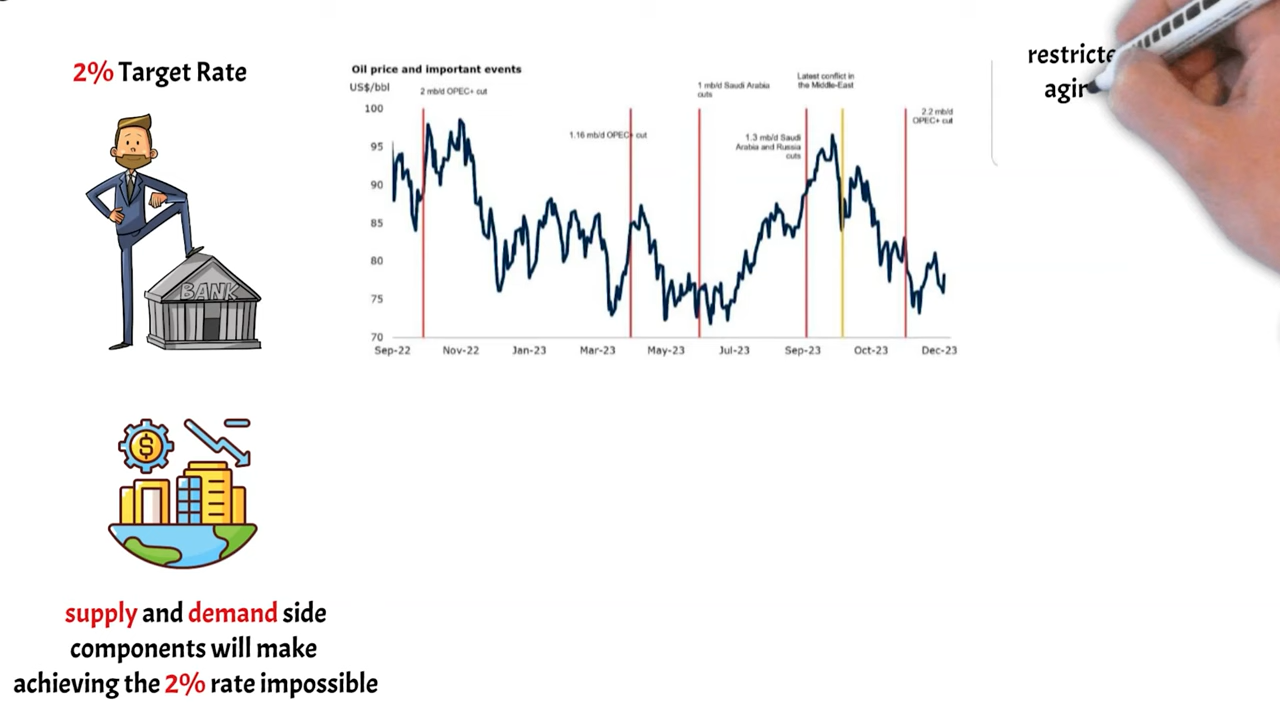 2% Target Rate
BANK
supply and demand side
components will make
achieving the 2% rate impossible
Oil price and important events
US$/bbl
2 mb/d OPEC+ cut
1.16 mb/d OPEC+ cut
1 mb/d Saudi Arabia
cuts
1.3 mb/d Saudi
Arabia and Russia
cuts
Latest conflict in
the Middle-East
2.2 mb/d
OPEC+ cut
100
95
90
85
80
75
70
Sep-22 Nov-22 Jan-23 Mar-23 May-23 Jul-23 Sep-23 Oct-23 Dec-23
restricte
agin